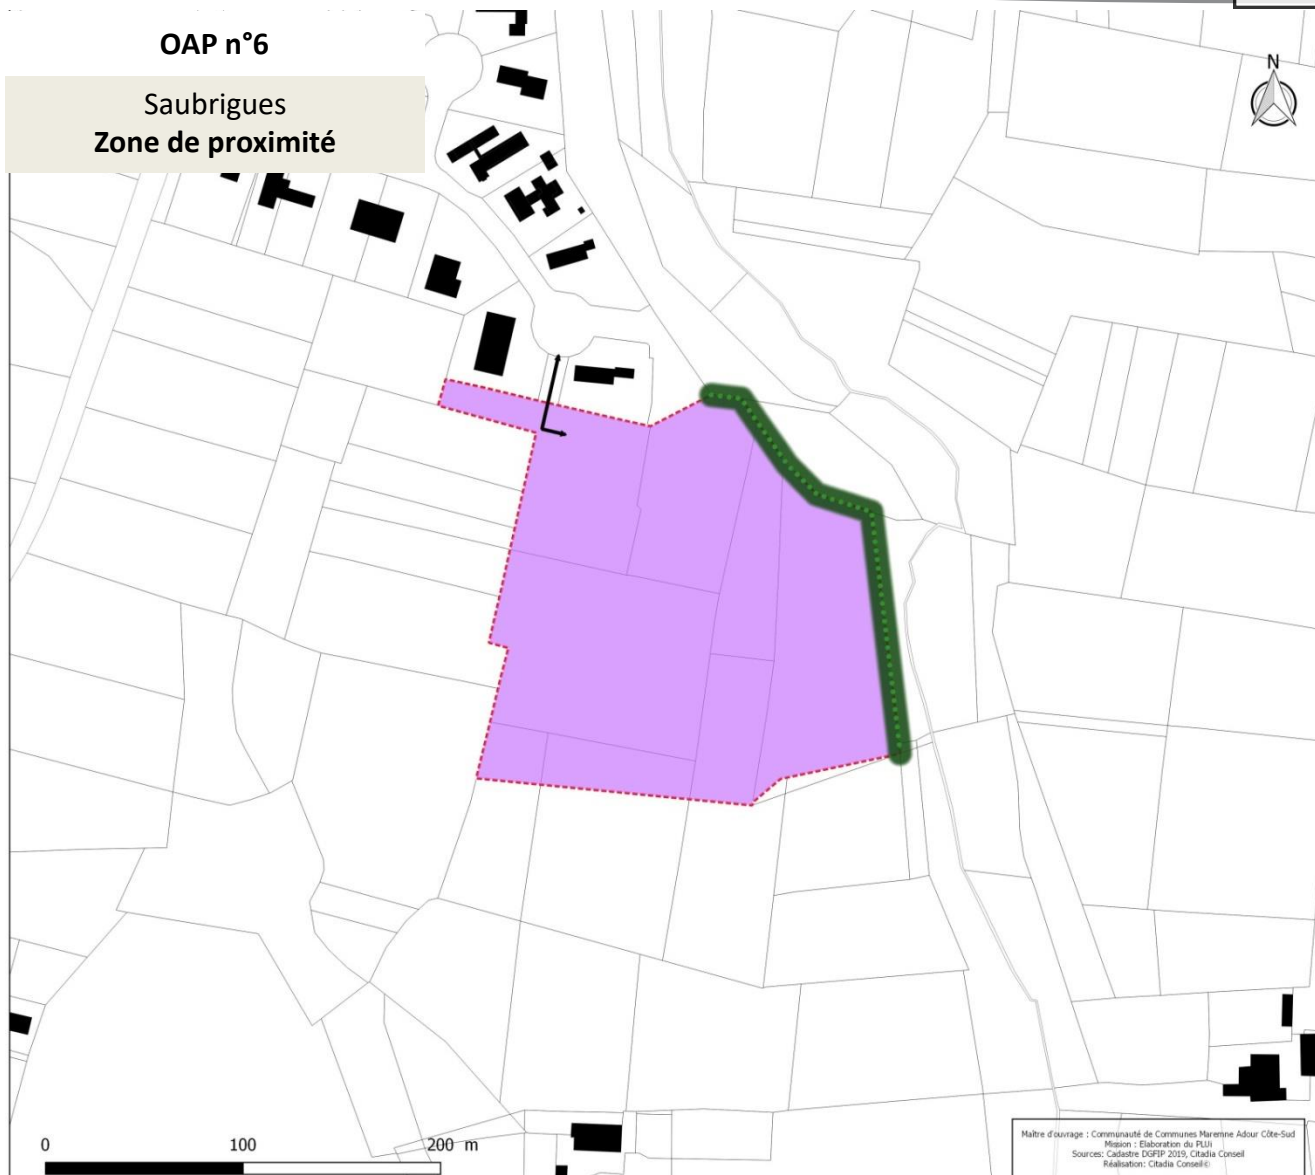 OAP n°6
Saubrigues
Zone de proximité
N
0 100 200 m
Maître d'ouvrage : Communauté de Communes Maremne Adour Côte-Sud
Mission : Elaboration du PLUi
Sources: Cadastre DGFIP 2019, Citadia Conseil
Réalisation: Citadia Conseil©